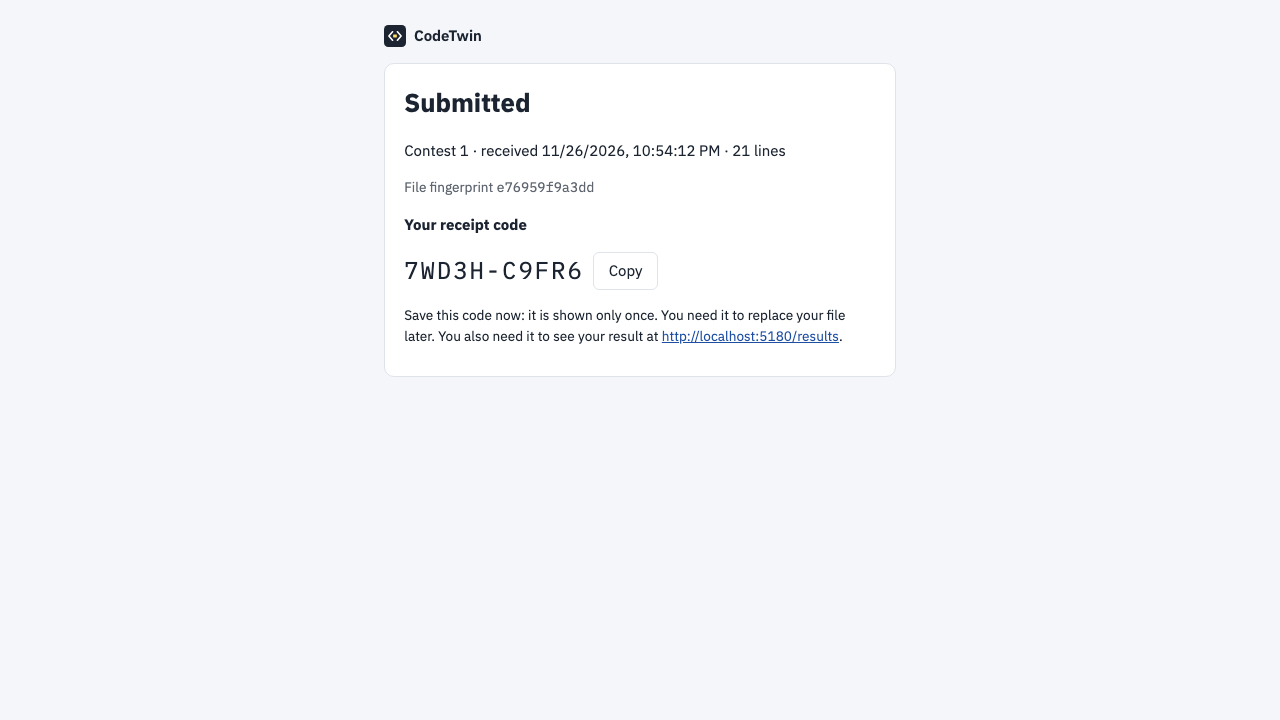 CodeTwin
Submitted
Contest 1 · received 11/26/2026, 10:54:12 PM · 21 lines
File fingerprint e76959f9a3dd
Your receipt code
7WD3H-C9FR6 Copy
Save this code now: it is shown only once. You need it to replace your file
later. You also need it to see your result at http://localhost:5180/results.